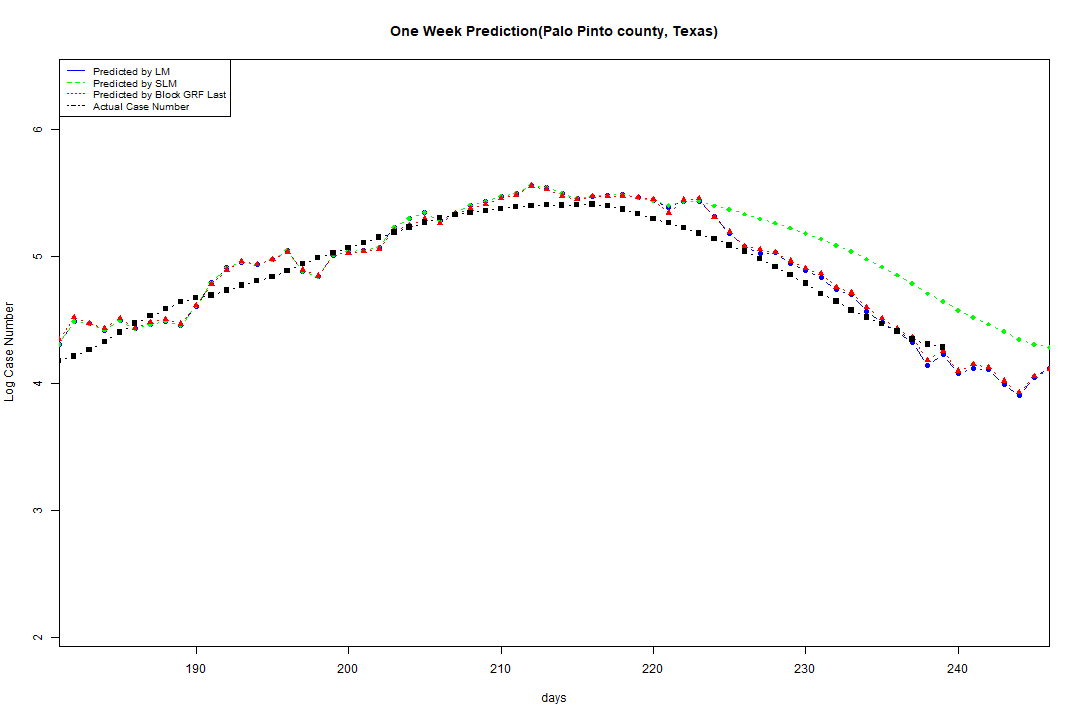 One Week Prediction(Palo Pinto county, Texas)
Predicted by LM
Predicted by SLM
Predicted by Block GRF Last
Actual Case Number
6
5
4
3
2
Log Case Number
190 200 210 220 230 240
days